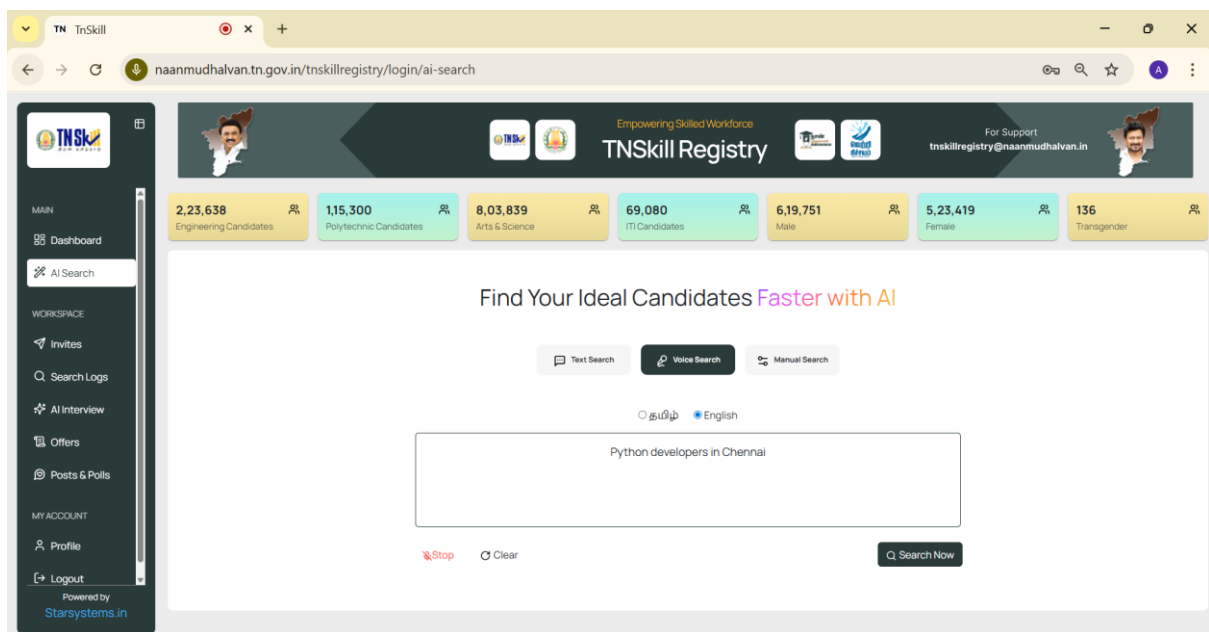 TN TnSkill
naanmudhalvan.tn.gov.in/tnskillregistry/login/ai-search
A
TN Skill
Empowering Skilled Workforce
TNSkill Registry
TN Skill
For Support
tnskillregistry@naanmudhalvan.in
MAIN
Dashboard
AI Search
WORKSPACE
Invites
Search Logs
AI Interview
Offers
Posts & Polls
MY ACCOUNT
Profile
Logout
Powered by
Starsystems.in
2,23,638
Engineering Candidates
1,15,300
Polytechnic Candidates
8,03,839
Arts & Science
69,080
ITI Candidates
6,19,751
Male
5,23,419
Female
136
Transgender
Find Your Ideal Candidates Faster with AI
Text Search
Voice Search
Manual Search
தமிழ் English
Python developers in Chennai
Stop
Clear
Search Now